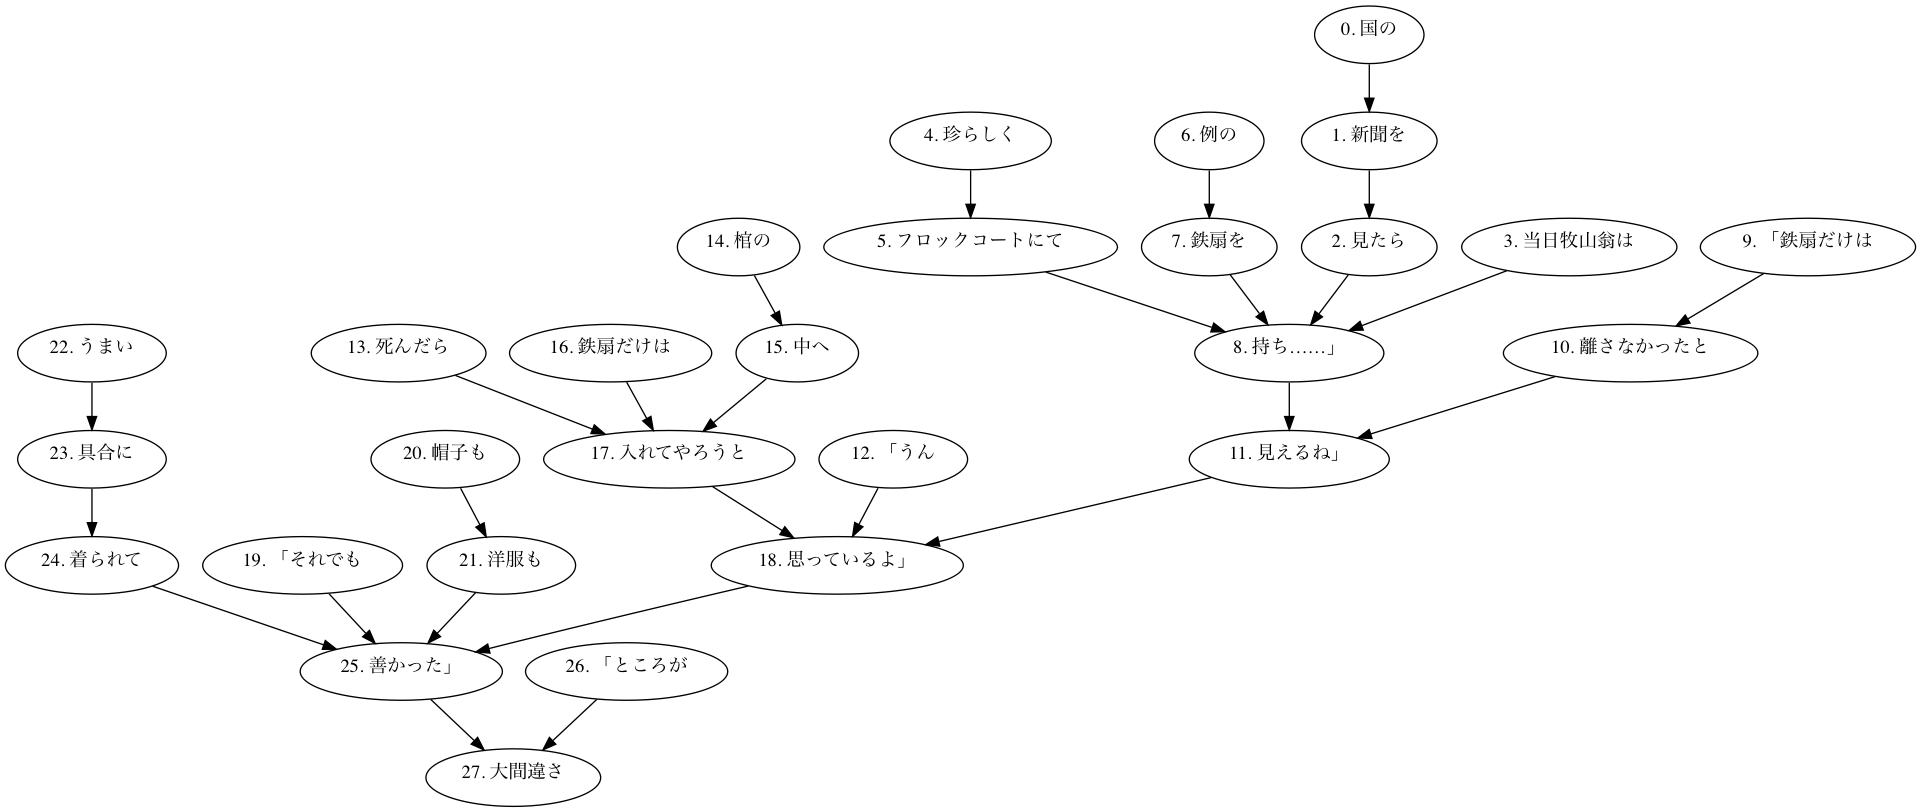 0. 国の
1. 新聞を
2. 見たら
3. 当日牧山翁は
4. 珍らしく
5. フロックコートにて
6. 例の
7. 鉄扇を
8. 持ち……」
9. 「鉄扇だけは
10. 離さなかったと
11. 見えるね」
12. 「うん
13. 死んだら
14. 棺の
15. 中へ
16. 鉄扇だけは
17. 入れてやろうと
18. 思っているよ」
19. 「それでも
20. 帽子も
21. 洋服も
22. うまい
23. 具合に
24. 着られて
25. 善かった」
26. 「ところが
27. 大間違さ